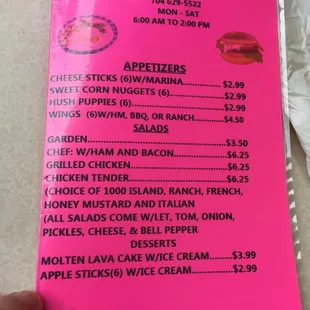 704 629-5522
MON - SAT
6:00 AM TO 2:00 PM
APPETIZERS
CHEESE STICKS (6)W/MARINA............... $2.99
SWEET CORN NUGGETS (6)...............$2.99
HUSH PUPPIES (6)...............$2.99
WINGS (6)W/HM, BBQ, OR RANCH.........$4.50
SALADS
GARDEN...............$3.50
CHEF: W/HAM AND BACON...............$6.25
GRILLED CHICKEN...............$6.25
CHICKEN TENDER...............$6.25
(CHOICE OF 1000 ISLAND, RANCH, FRENCH,
HONEY MUSTARD AND ITALIAN
(ALL SALADS COME W/LET, TOM, ONION,
PICKLES, CHEESE, & BELL PEPPER
DESSERTS
MOLTEN LAVA CAKE W/ICE CREAM.........$3.99
APPLE STICKS(6) W/ICE CREAM.........$2.99